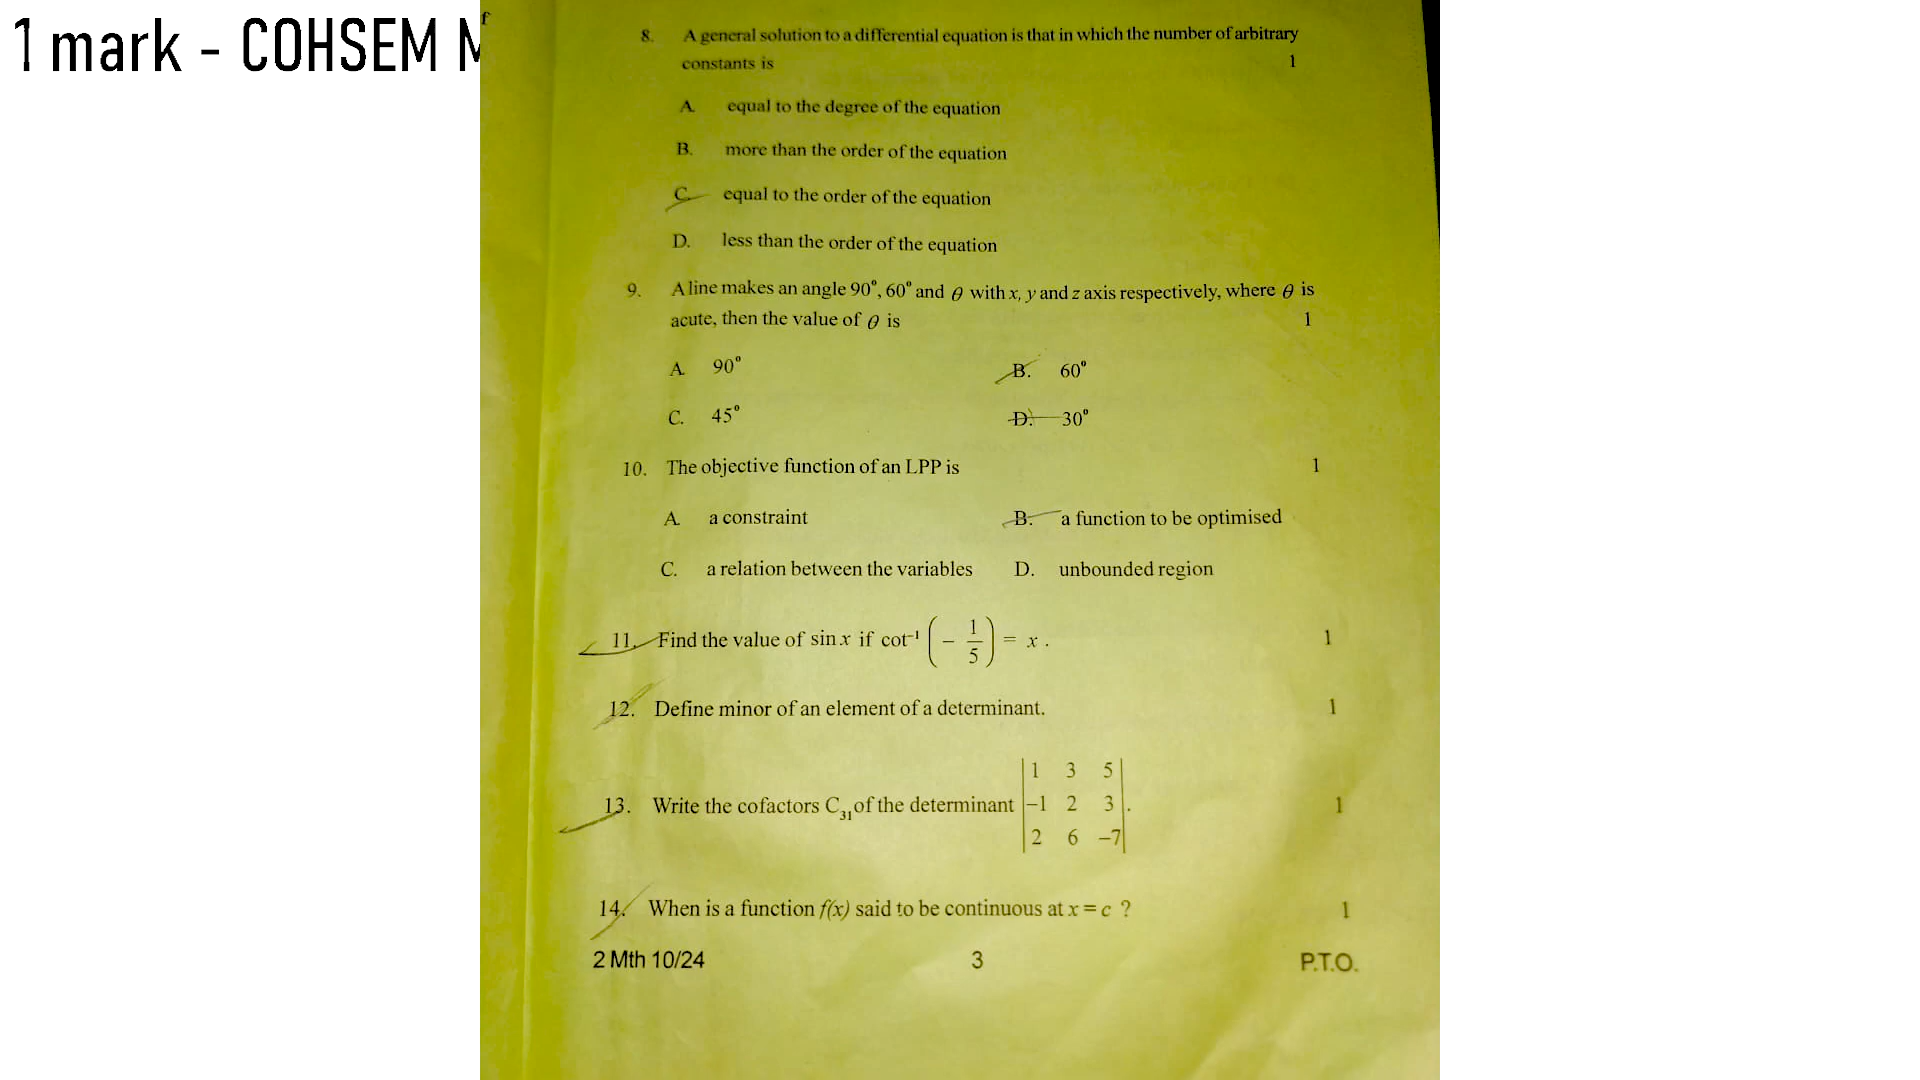 1 mark - COHSEM M
f
8. A general solution to a differential equation is that in which the number of arbitrary
constants is 1
A. equal to the degree of the equation
B. more than the order of the equation
C. equal to the order of the equation
D. less than the order of the equation
9. A line makes an angle 90°, 60° and θ with x, y and z axis respectively, where θ is
acute, then the value of θ is 1
A. 90° B. 60°
C. 45° D. 30°
10. The objective function of an LPP is 1
A. a constraint B. a function to be optimised
C. a relation between the variables D. unbounded region
11. Find the value of sin x if cot⁻¹ (− 1/5) = x . 1
12. Define minor of an element of a determinant. 1
1 3 5
13. Write the cofactors C₃₁ of the determinant −1 2 3 . 1
2 6 −7
14. When is a function f(x) said to be continuous at x = c ? 1
2 Mth 10/24 3 P.T.O.